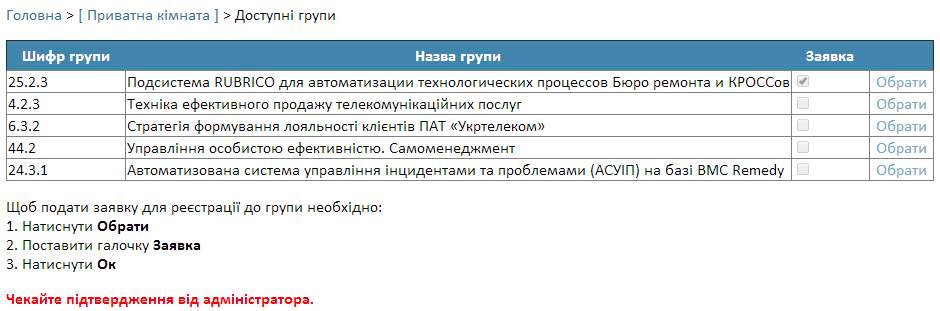 Головна > [ Приватна кімната ] > Доступні групи
Шифр групи Назва групи Заявка
25.2.3 Подсистема RUBRICO для автоматизации технологических процессов Бюро ремонта и КРОССов Обрати
4.2.3 Техніка ефективного продажу телекомунікаційних послуг Обрати
6.3.2 Стратегія формування лояльності клієнтів ПАТ «Укртелеком» Обрати
44.2 Управління особистою ефективністю. Самоменеджмент Обрати
24.3.1 Автоматизована система управління інцидентами та проблемами (АСУІП) на базі BMC Remedy Обрати
Щоб подати заявку для реєстрації до групи необхідно:
1. Натиснути Обрати
2. Поставити галочку Заявка
3. Натиснути Ок
Чекайте підтвердження від адміністратора.